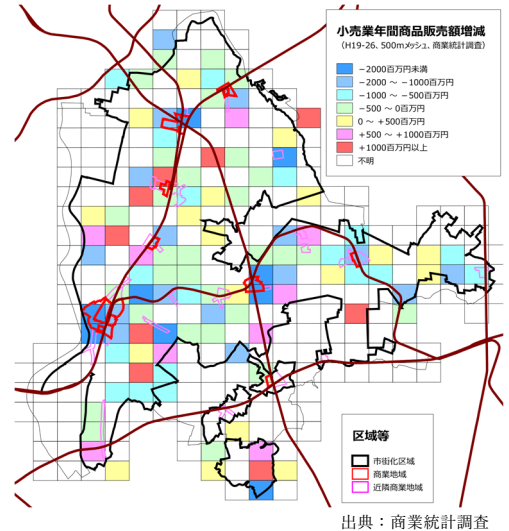 小売業年間商品販売額増減
(H19-26、500mメッシュ、商業統計調査)
-2000百万円未満
-2000 ～ -1000百万円
-1000 ～ -500百万円
-500 ～ 0百万円
0 ～ +500百万円
+500 ～ +1000百万円
+1000百万円以上
不明
区域等
市街化区域
商業地域
近隣商業地域
出典：商業統計調査